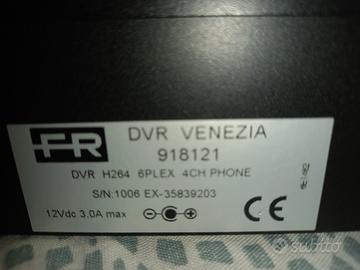 FR
DVR VENEZIA
918121
DVR H264 6PLEX 4CH PHONE
S/N:1006 EX-35839203
12Vdc 3.0A max
CE
subito